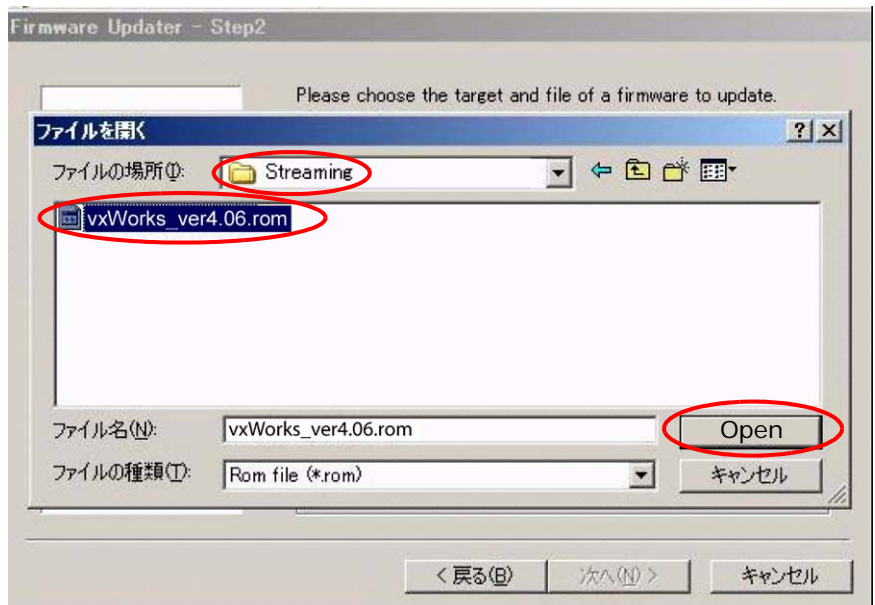 Firmware Updater - Step2
Please choose the target and file of a firmware to update.
ファイルを開く
ファイルの場所(I):
Streaming
vxWorks_ver4.06.rom
ファイル名(N):
vxWorks_ver4.06.rom
Open
ファイルの種類(T):
Rom file (*.rom)
キャンセル
< 戻る(B)
次へ(N) >
キャンセル